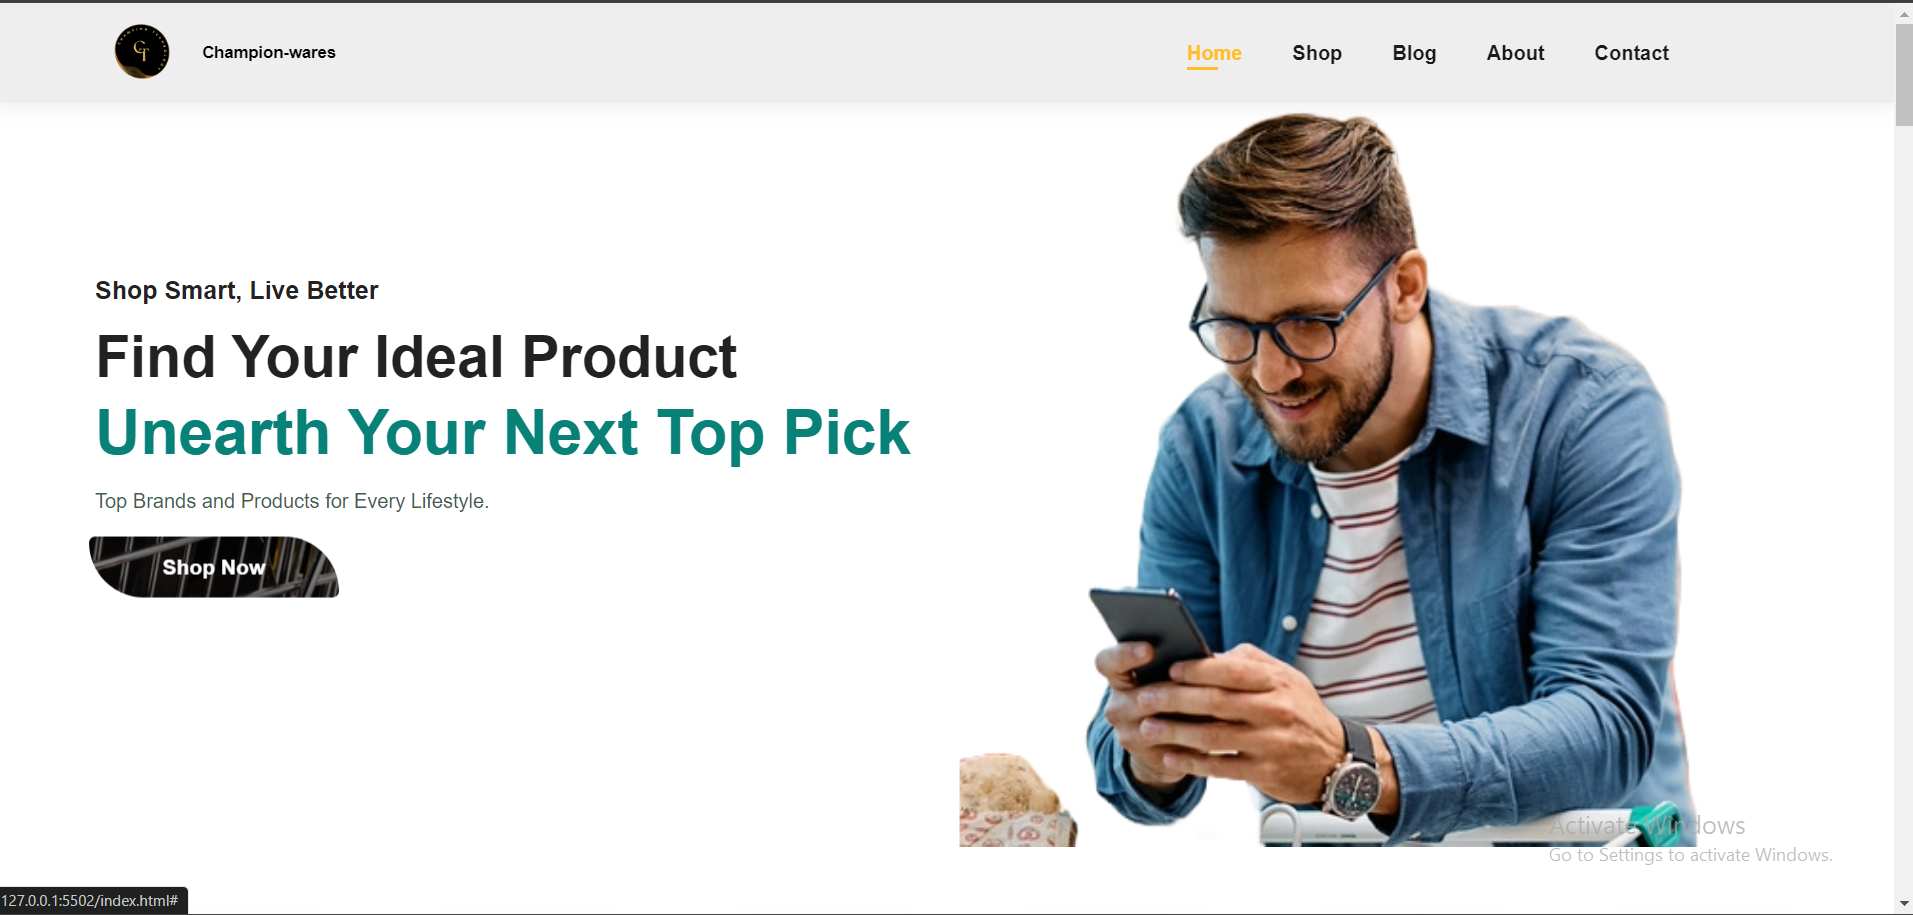 GT
Champion-wares
Home
Shop
Blog
About
Contact
Shop Smart, Live Better
Find Your Ideal Product
Unearth Your Next Top Pick
Top Brands and Products for Every Lifestyle.
Shop Now
Activate Windows
Go to Settings to activate Windows.
127.0.0.1:5502/index.html#